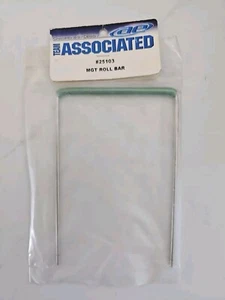 TEAM
ASSOCIATED
#25103
MGT ROLL BAR